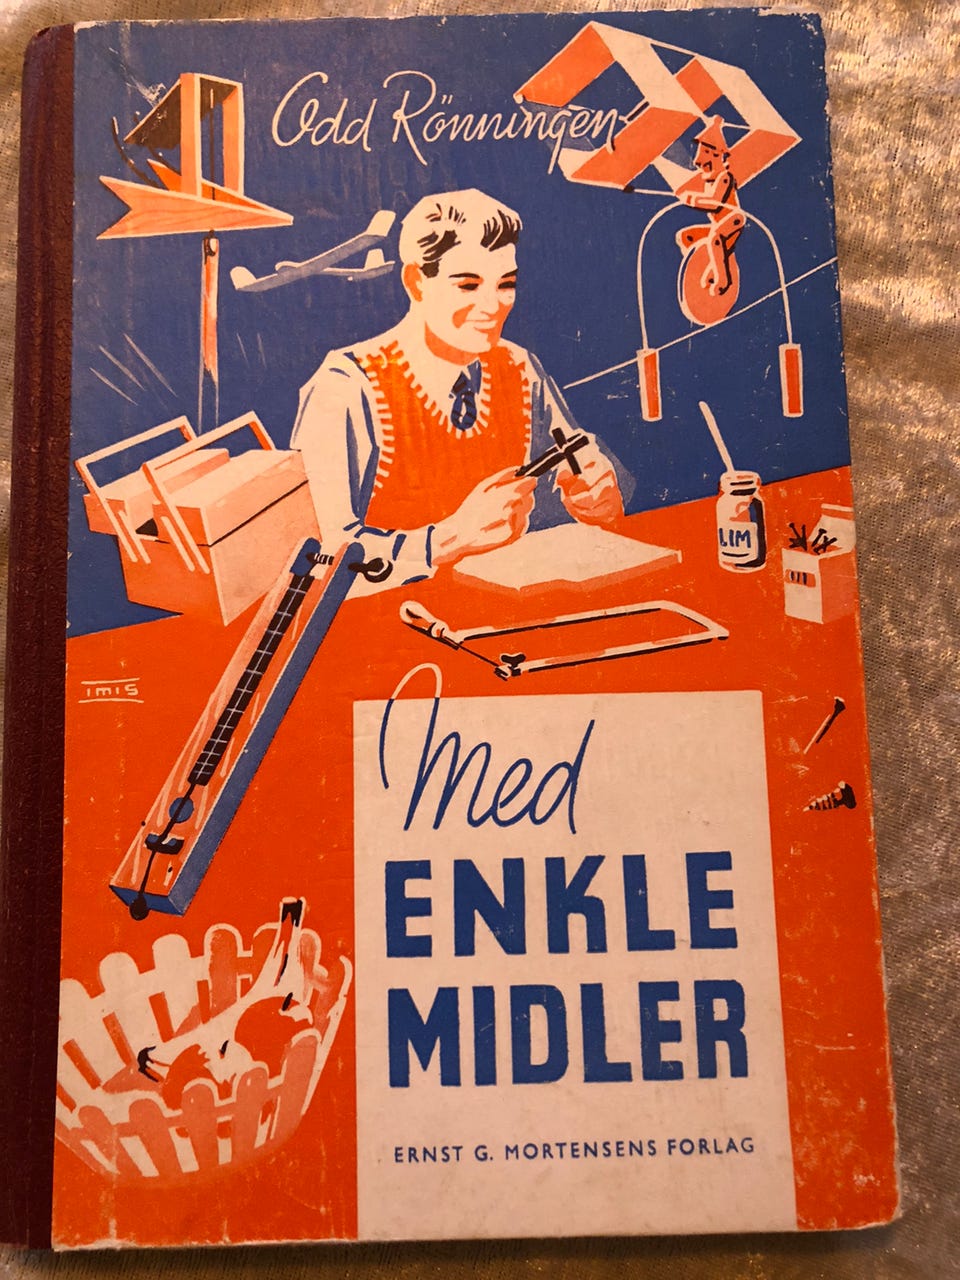 Odd Rönningen
LIM
IMIS
Med
ENKLE
MIDLER
ERNST G. MORTENSENS FORLAG